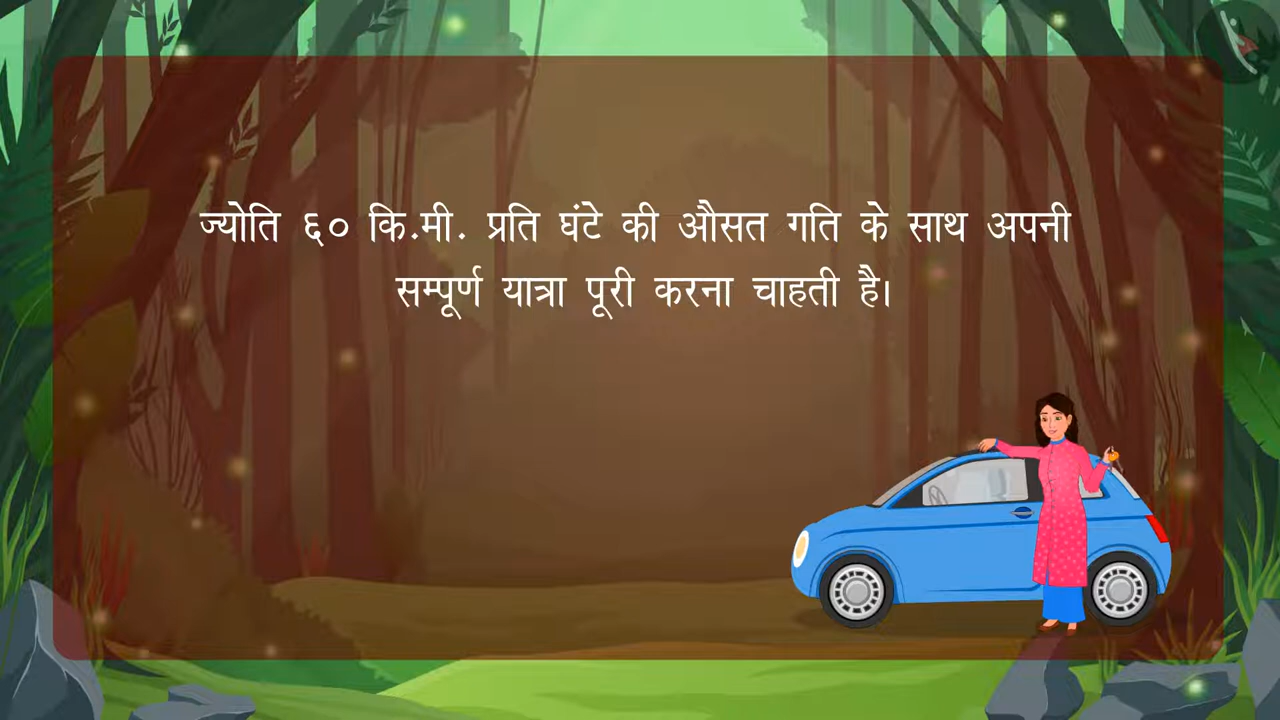 ज्योति ६० कि.मी. प्रति घंटे की औसत गति के साथ अपनी
सम्पूर्ण यात्रा पूरी करना चाहती है।